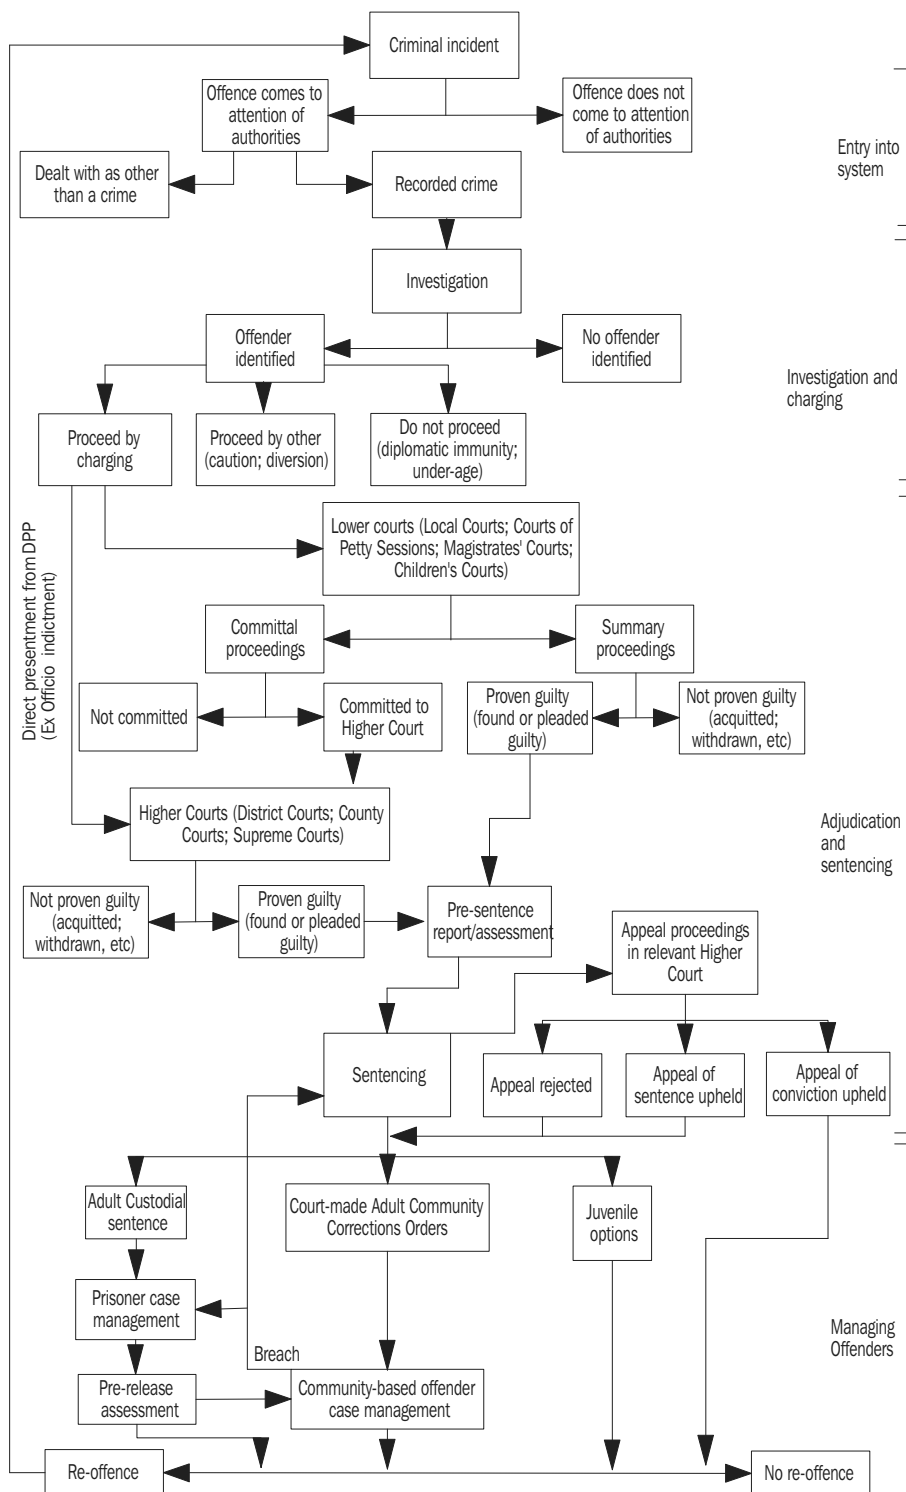 Criminal incident
Offence comes to
attention of
authorities
Offence does not
come to attention
of authorities
Entry into
system
Dealt with as other
than a crime
Recorded crime
Investigation
Offender
identified
No offender
identified
Investigation and
charging
Proceed by
charging
Proceed by other
(caution; diversion)
Do not proceed
(diplomatic immunity;
under-age)
Direct presentment from DPP
(Ex Officio indictment)
Lower courts (Local Courts; Courts of
Petty Sessions; Magistrates' Courts;
Children's Courts)
Committal
proceedings
Summary
proceedings
Not committed
Committed to
Higher Court
Proven guilty
(found or pleaded
guilty)
Not proven guilty
(acquitted;
withdrawn, etc)
Higher Courts (District Courts; County
Courts; Supreme Courts)
Adjudication
and
sentencing
Not proven guilty
(acquitted;
withdrawn, etc
Proven guilty
(found or pleaded
guilty)
Pre-sentence
report/assessment
Appeal proceedings
in relevant Higher
Court
Sentencing
Appeal rejected
Appeal of
sentence upheld
Appeal of
conviction upheld
Adult Custodial
sentence
Court-made Adult Community
Corrections Orders
Juvenile
options
Prisoner case
management
Managing
Offenders
Breach
Pre-release
assessment
Community-based offender
case management
Re-offence
No re-offence